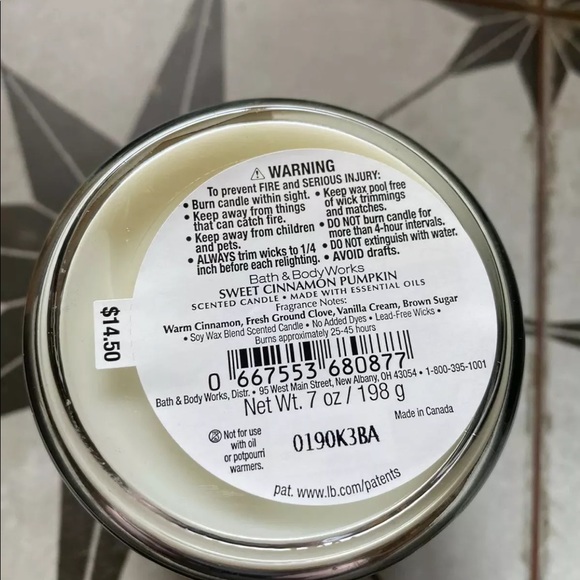 ⚠ WARNING
To prevent FIRE and SERIOUS INJURY:
• Burn candle within sight.
• Keep away from things
that can catch fire.
• Keep away from children
and pets.
• ALWAYS trim wicks to 1/4
inch before each relighting.
• Keep wax pool free
of wick trimmings
and matches.
• DO NOT burn candle for
more than 4-hour intervals.
• DO NOT extinguish with water.
• AVOID drafts.
Bath & Body Works
SWEET CINNAMON PUMPKIN
SCENTED CANDLE • MADE WITH ESSENTIAL OILS
Fragrance Notes:
Warm Cinnamon, Fresh Ground Clove, Vanilla Cream, Brown Sugar
• Soy Wax Blend Scented Candle • No Added Dyes • Lead-Free Wicks •
Burns approximately 25-45 hours
$14.50
0 667553 680877
Bath & Body Works, Distr. • 95 West Main Street, New Albany, OH 43054 • 1-800-395-1001
Net Wt. 7 oz / 198 g
Made in Canada
Not for use
with oil
or potpourri
warmers.
0190K3BA
pat. www.lb.com/patents